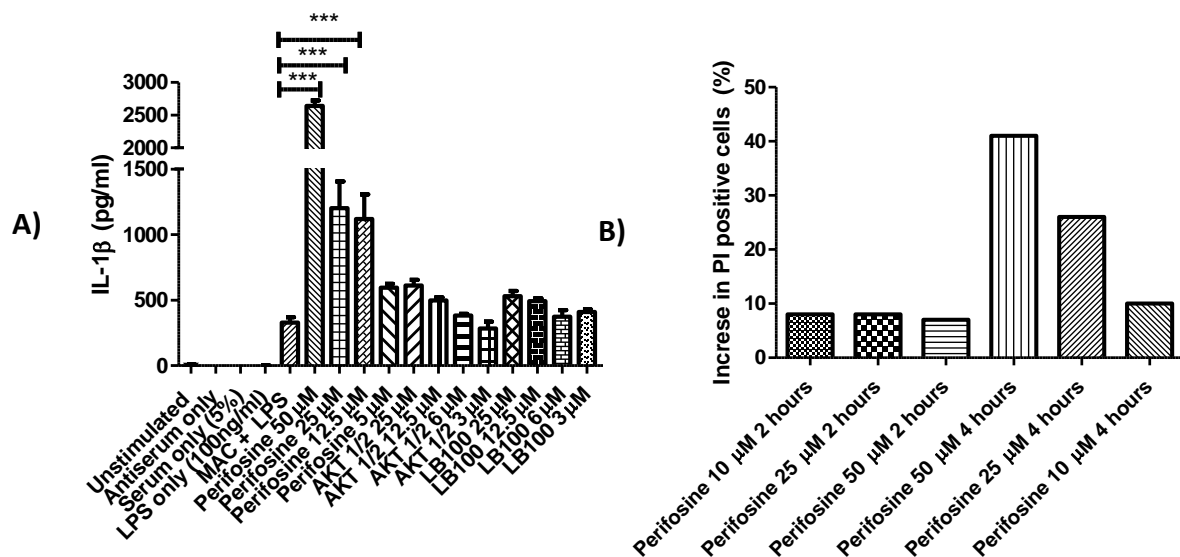 A)
IL-1β (pg/ml)
3000
2500
2000
1500
1000
500
0
***
***
***
Unstimulated
Antiserum only
Serum only (5%)
LPS only (100ng/ml)
MAC + LPS
Perifosine 50 µM
Perifosine 25 µM
Perifosine 12.5 µM
Perifosine 5 µM
AKT 1/2 25 µM
AKT 1/2 12.5 µM
AKT 1/2 6 µM
AKT 1/2 3 µM
LB100 25 µM
LB100 12.5 µM
LB100 6 µM
LB100 3 µM
B)
Increse in PI positive cells (%)
50
40
30
20
10
0
Perifosine 10 µM 2 hours
Perifosine 25 µM 2 hours
Perifosine 50 µM 2 hours
Perifosine 50 µM 4 hours
Perifosine 25 µM 4 hours
Perifosine 10 µM 4 hours